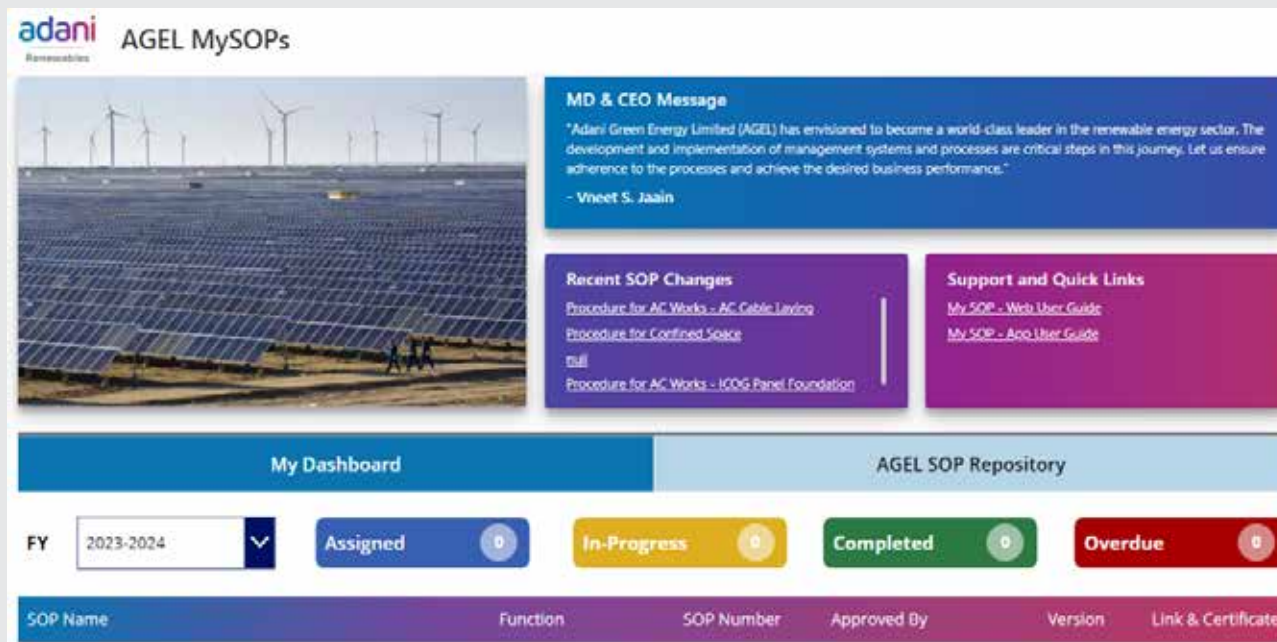 adani
Renewables
AGEL MySOPs
MD & CEO Message
"Adani Green Energy Limited (AGEL) has envisioned to become a world-class leader in the renewable energy sector. The
development and implementation of management systems and processes are critical steps in this journey. Let us ensure
adherence to the processes and achieve the desired business performance."
- Vneet S. Jaain
Recent SOP Changes
Procedure for AC Works - AC Cable Laying
Procedure for Confined Space
null
Procedure for AC Works - ICOG Panel Foundation
Support and Quick Links
My SOP - Web User Guide
My SOP - App User Guide
My Dashboard
AGEL SOP Repository
FY 2023-2024 Assigned 0 In-Progress 0 Completed 0 Overdue 0
SOP Name Function SOP Number Approved By Version Link & Certificate